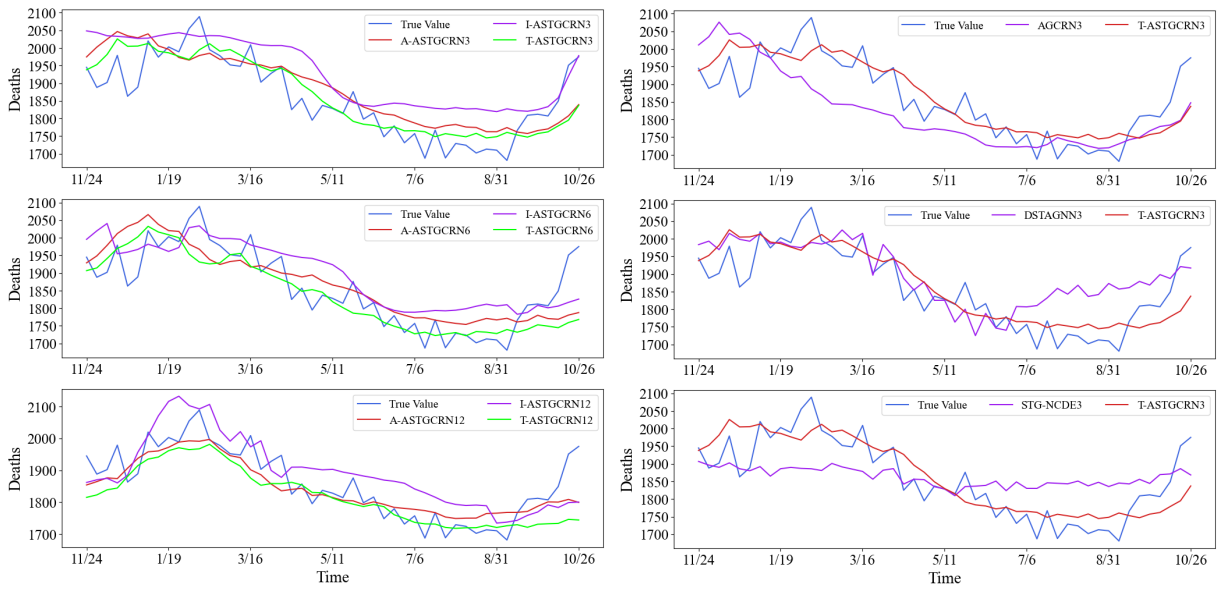 True Value I-ASTGCRN3
A-ASTGCRN3 T-ASTGCRN3
Deaths
2050
2000
1950
1900
1850
1800
1750
1700
11/24 1/19 3/16 5/11 7/6 8/31 10/26
True Value I-ASTGCRN6
A-ASTGCRN6 T-ASTGCRN6
Deaths
2100
2050
2000
1950
1900
1850
1800
1750
1700
11/24 1/19 3/16 5/11 7/6 8/31 10/26
True Value I-ASTGCRN12
A-ASTGCRN12 T-ASTGCRN12
Deaths
2100
2000
1900
1800
1700
11/24 1/19 3/16 5/11 7/6 8/31 10/26
Time
True Value AGCRN3 T-ASTGCRN3
Deaths
2100
2050
2000
1950
1900
1850
1800
1750
1700
11/24 1/19 3/16 5/11 7/6 8/31 10/26
True Value DSTAGNN3 T-ASTGCRN3
Deaths
2100
2050
2000
1950
1900
1850
1800
1750
1700
11/24 1/19 3/16 5/11 7/6 8/31 10/26
True Value STG-NCDE3 T-ASTGCRN3
Deaths
2100
2050
2000
1950
1900
1850
1800
1750
1700
11/24 1/19 3/16 5/11 7/6 8/31 10/26
Time